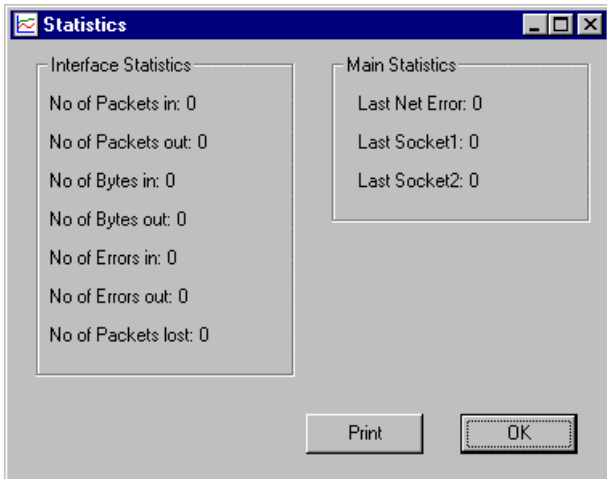 Statistics
Interface Statistics
No of Packets in: 0
No of Packets out: 0
No of Bytes in: 0
No of Bytes out: 0
No of Errors in: 0
No of Errors out: 0
No of Packets lost: 0
Main Statistics
Last Net Error: 0
Last Socket1: 0
Last Socket2: 0
Print
OK